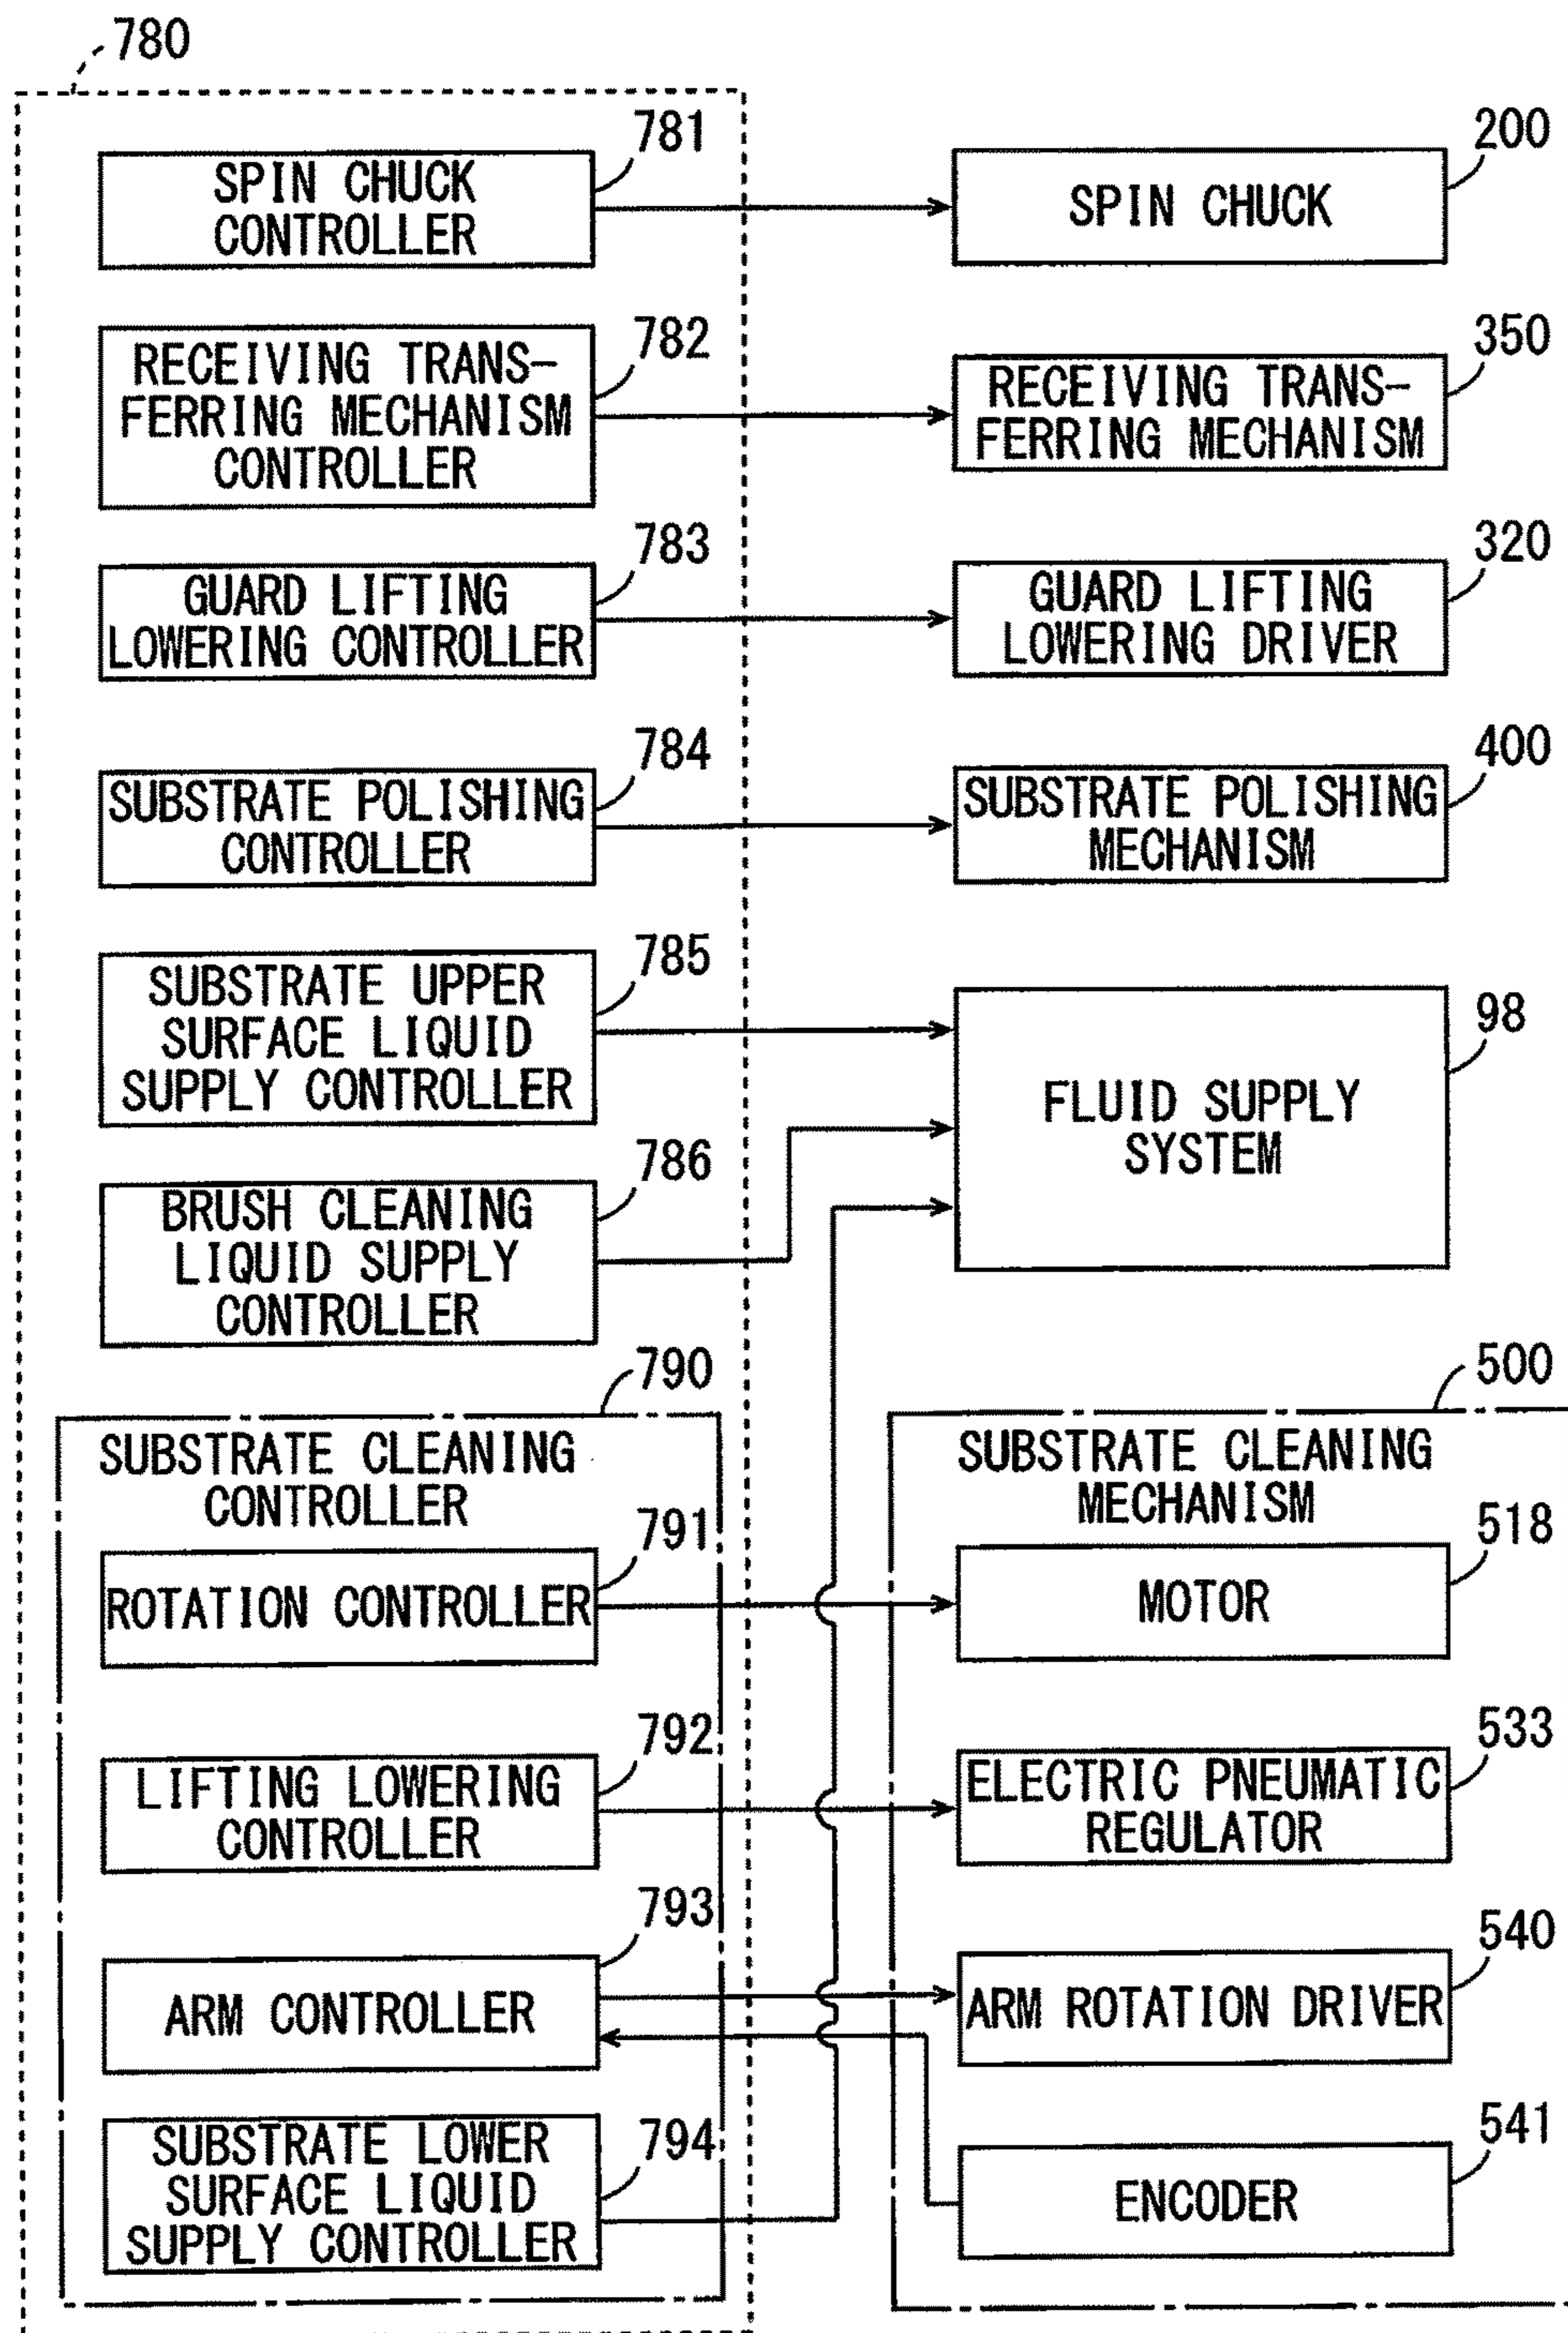 780
781
SPIN CHUCK
CONTROLLER
200
SPIN CHUCK
782
RECEIVING TRANS-
FERRING MECHANISM
CONTROLLER
350
RECEIVING TRANS-
FERRING MECHANISM
783
GUARD LIFTING
LOWERING CONTROLLER
320
GUARD LIFTING
LOWERING DRIVER
784
SUBSTRATE POLISHING
CONTROLLER
400
SUBSTRATE POLISHING
MECHANISM
785
SUBSTRATE UPPER
SURFACE LIQUID
SUPPLY CONTROLLER
98
FLUID SUPPLY
SYSTEM
786
BRUSH CLEANING
LIQUID SUPPLY
CONTROLLER
790
SUBSTRATE CLEANING
CONTROLLER
500
SUBSTRATE CLEANING
MECHANISM
791
ROTATION CONTROLLER
518
MOTOR
792
LIFTING LOWERING
CONTROLLER
533
ELECTRIC PNEUMATIC
REGULATOR
793
ARM CONTROLLER
540
ARM ROTATION DRIVER
794
SUBSTRATE LOWER
SURFACE LIQUID
SUPPLY CONTROLLER
541
ENCODER